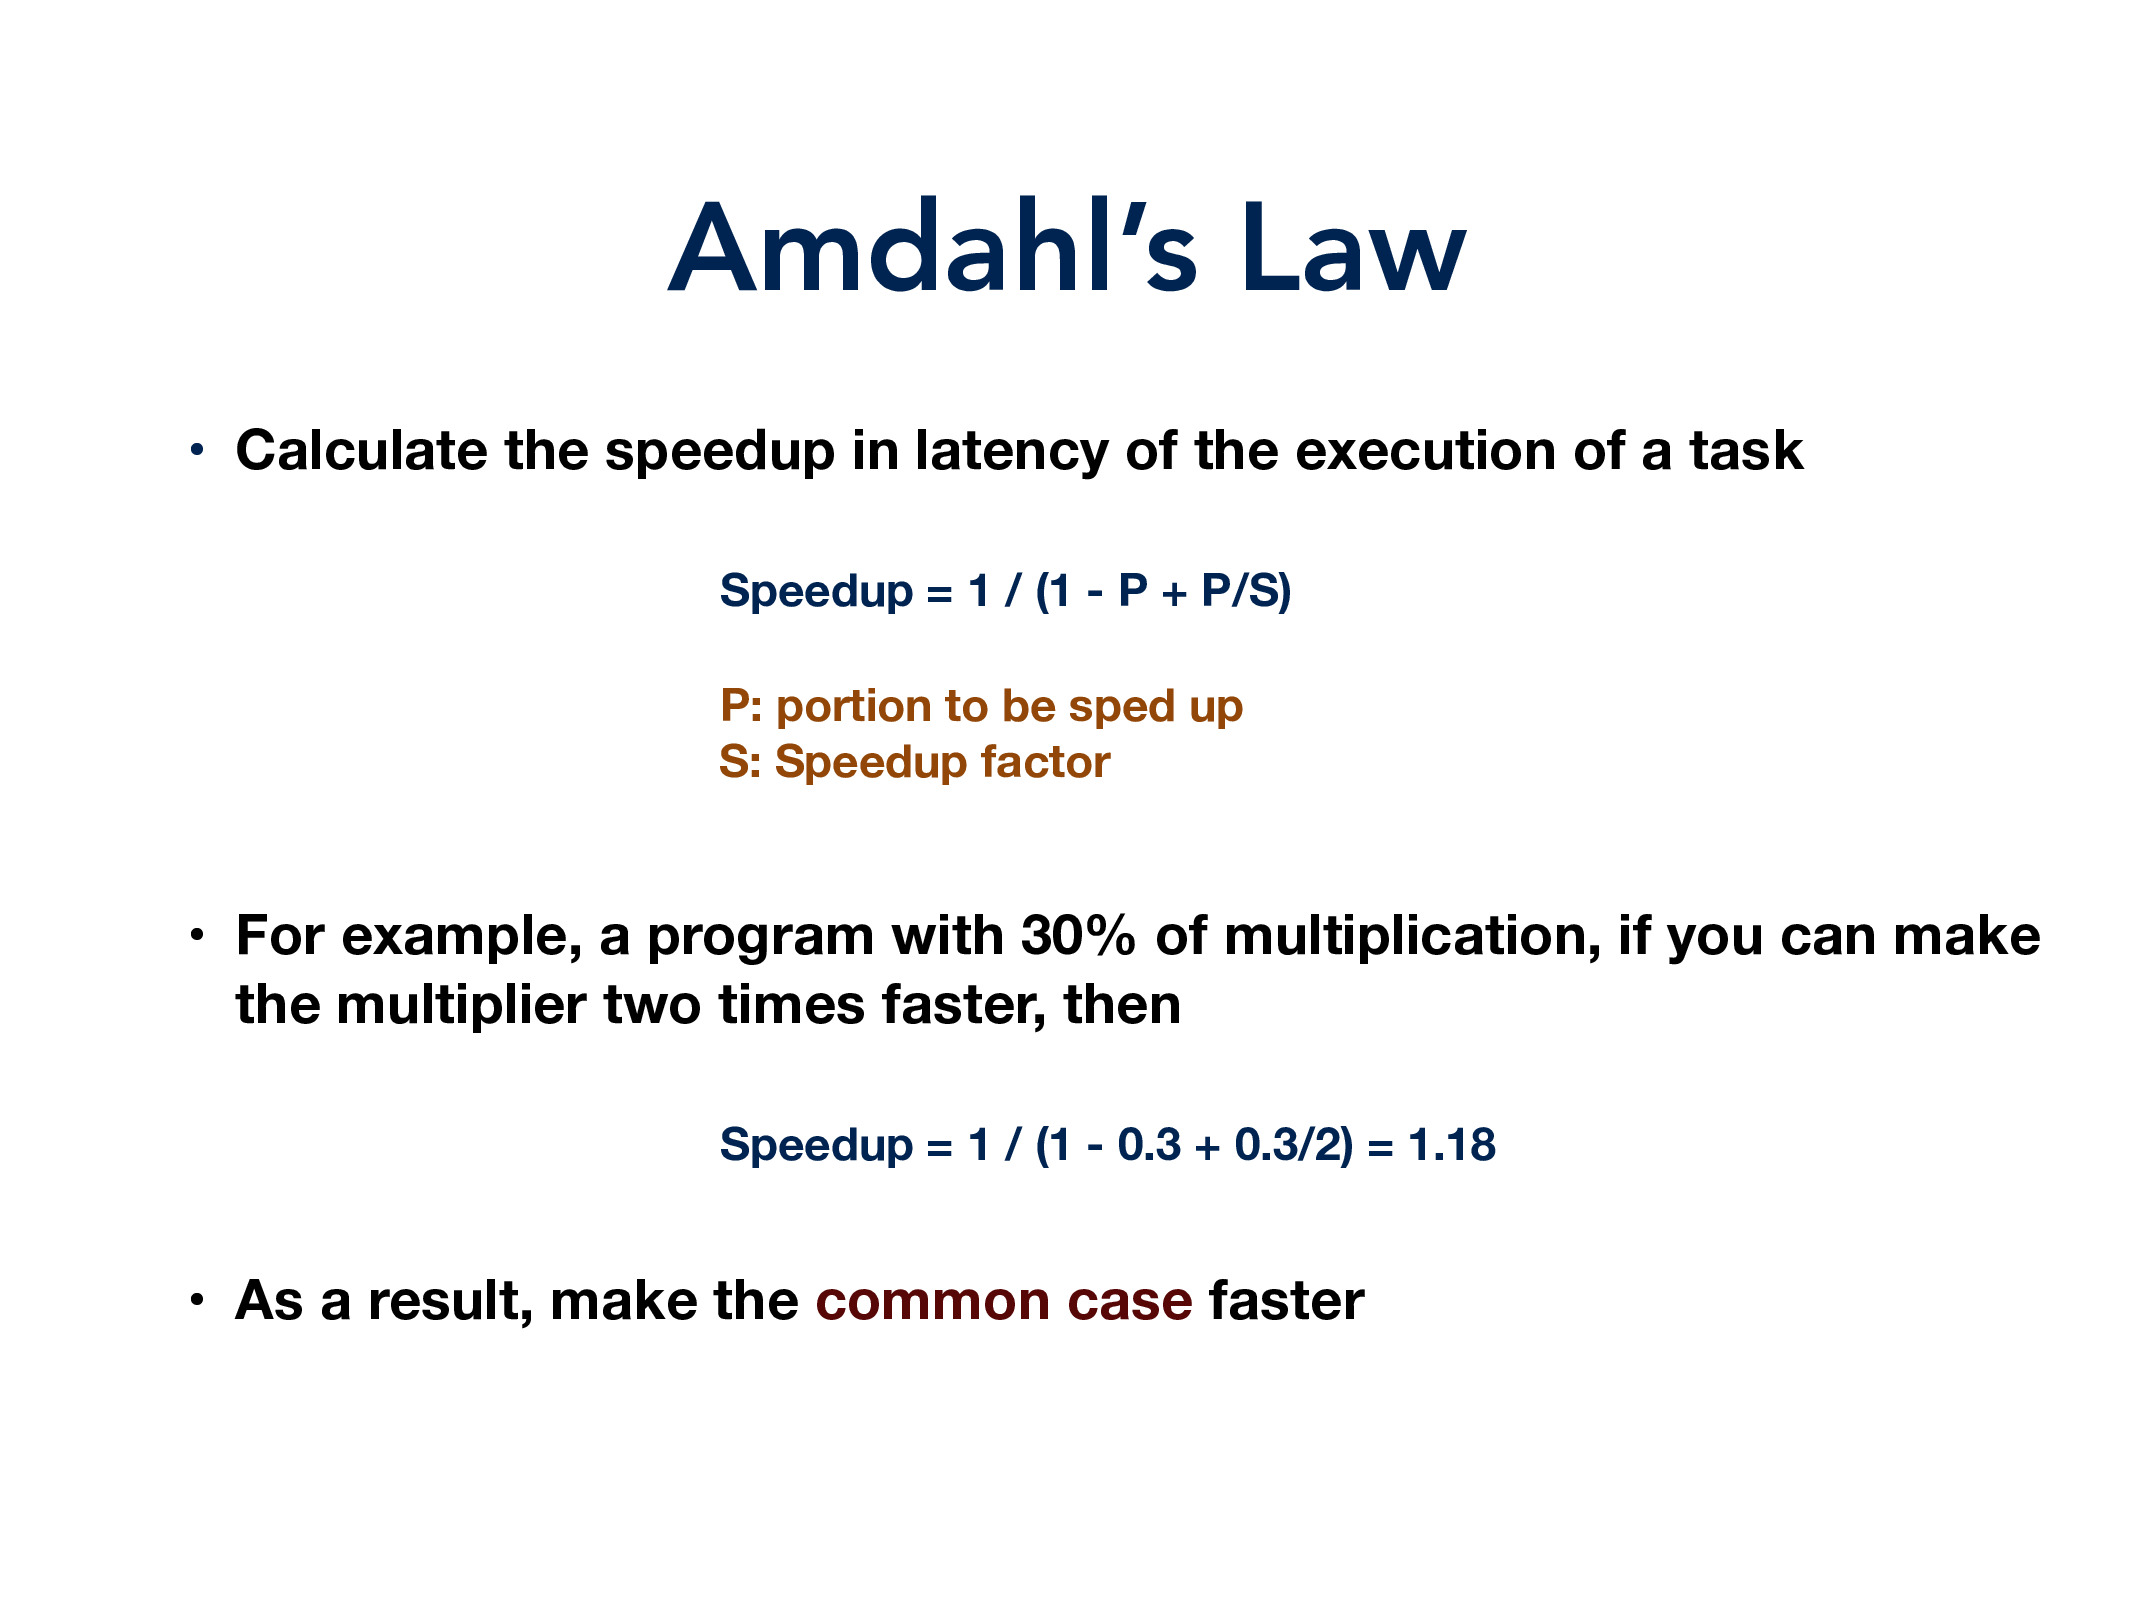 Amdahl’s Law
• Calculate the speedup in latency of the execution of a task
Speedup = 1 / (1 - P + P/S)
P: portion to be sped up
S: Speedup factor
• For example, a program with 30% of multiplication, if you can make
the multiplier two times faster, then
Speedup = 1 / (1 - 0.3 + 0.3/2) = 1.18
• As a result, make the common case faster